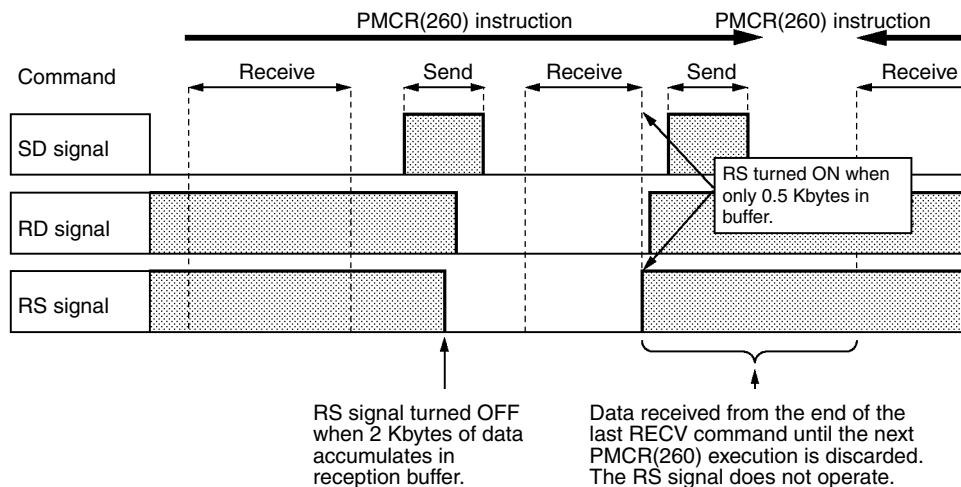 PMCR(260) instruction
PMCR(260) instruction
Command
Receive
Send
Receive
Send
Receive
SD signal
RS turned ON when
only 0.5 Kbytes in
buffer.
RD signal
RS signal
RS signal turned OFF
when 2 Kbytes of data
accumulates in
reception buffer.
Data received from the end of the
last RECV command until the next
PMCR(260) execution is discarded.
The RS signal does not operate.